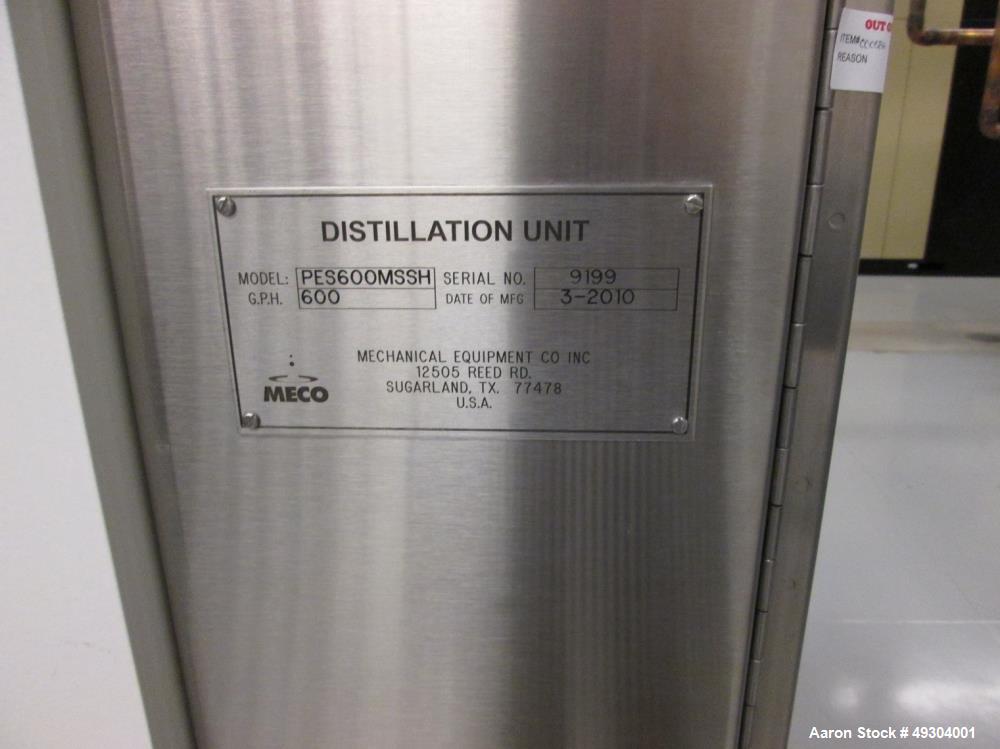 OUT
ITEM#
REASON
DISTILLATION UNIT
MODEL: PES600MSSH SERIAL NO. 9199
G.P.H. 600 DATE OF MFG 3-2010
MECHANICAL EQUIPMENT CO INC
12505 REED RD.
SUGARLAND, TX. 77478
U.S.A.
MECO
Aaron Stock # 49304001